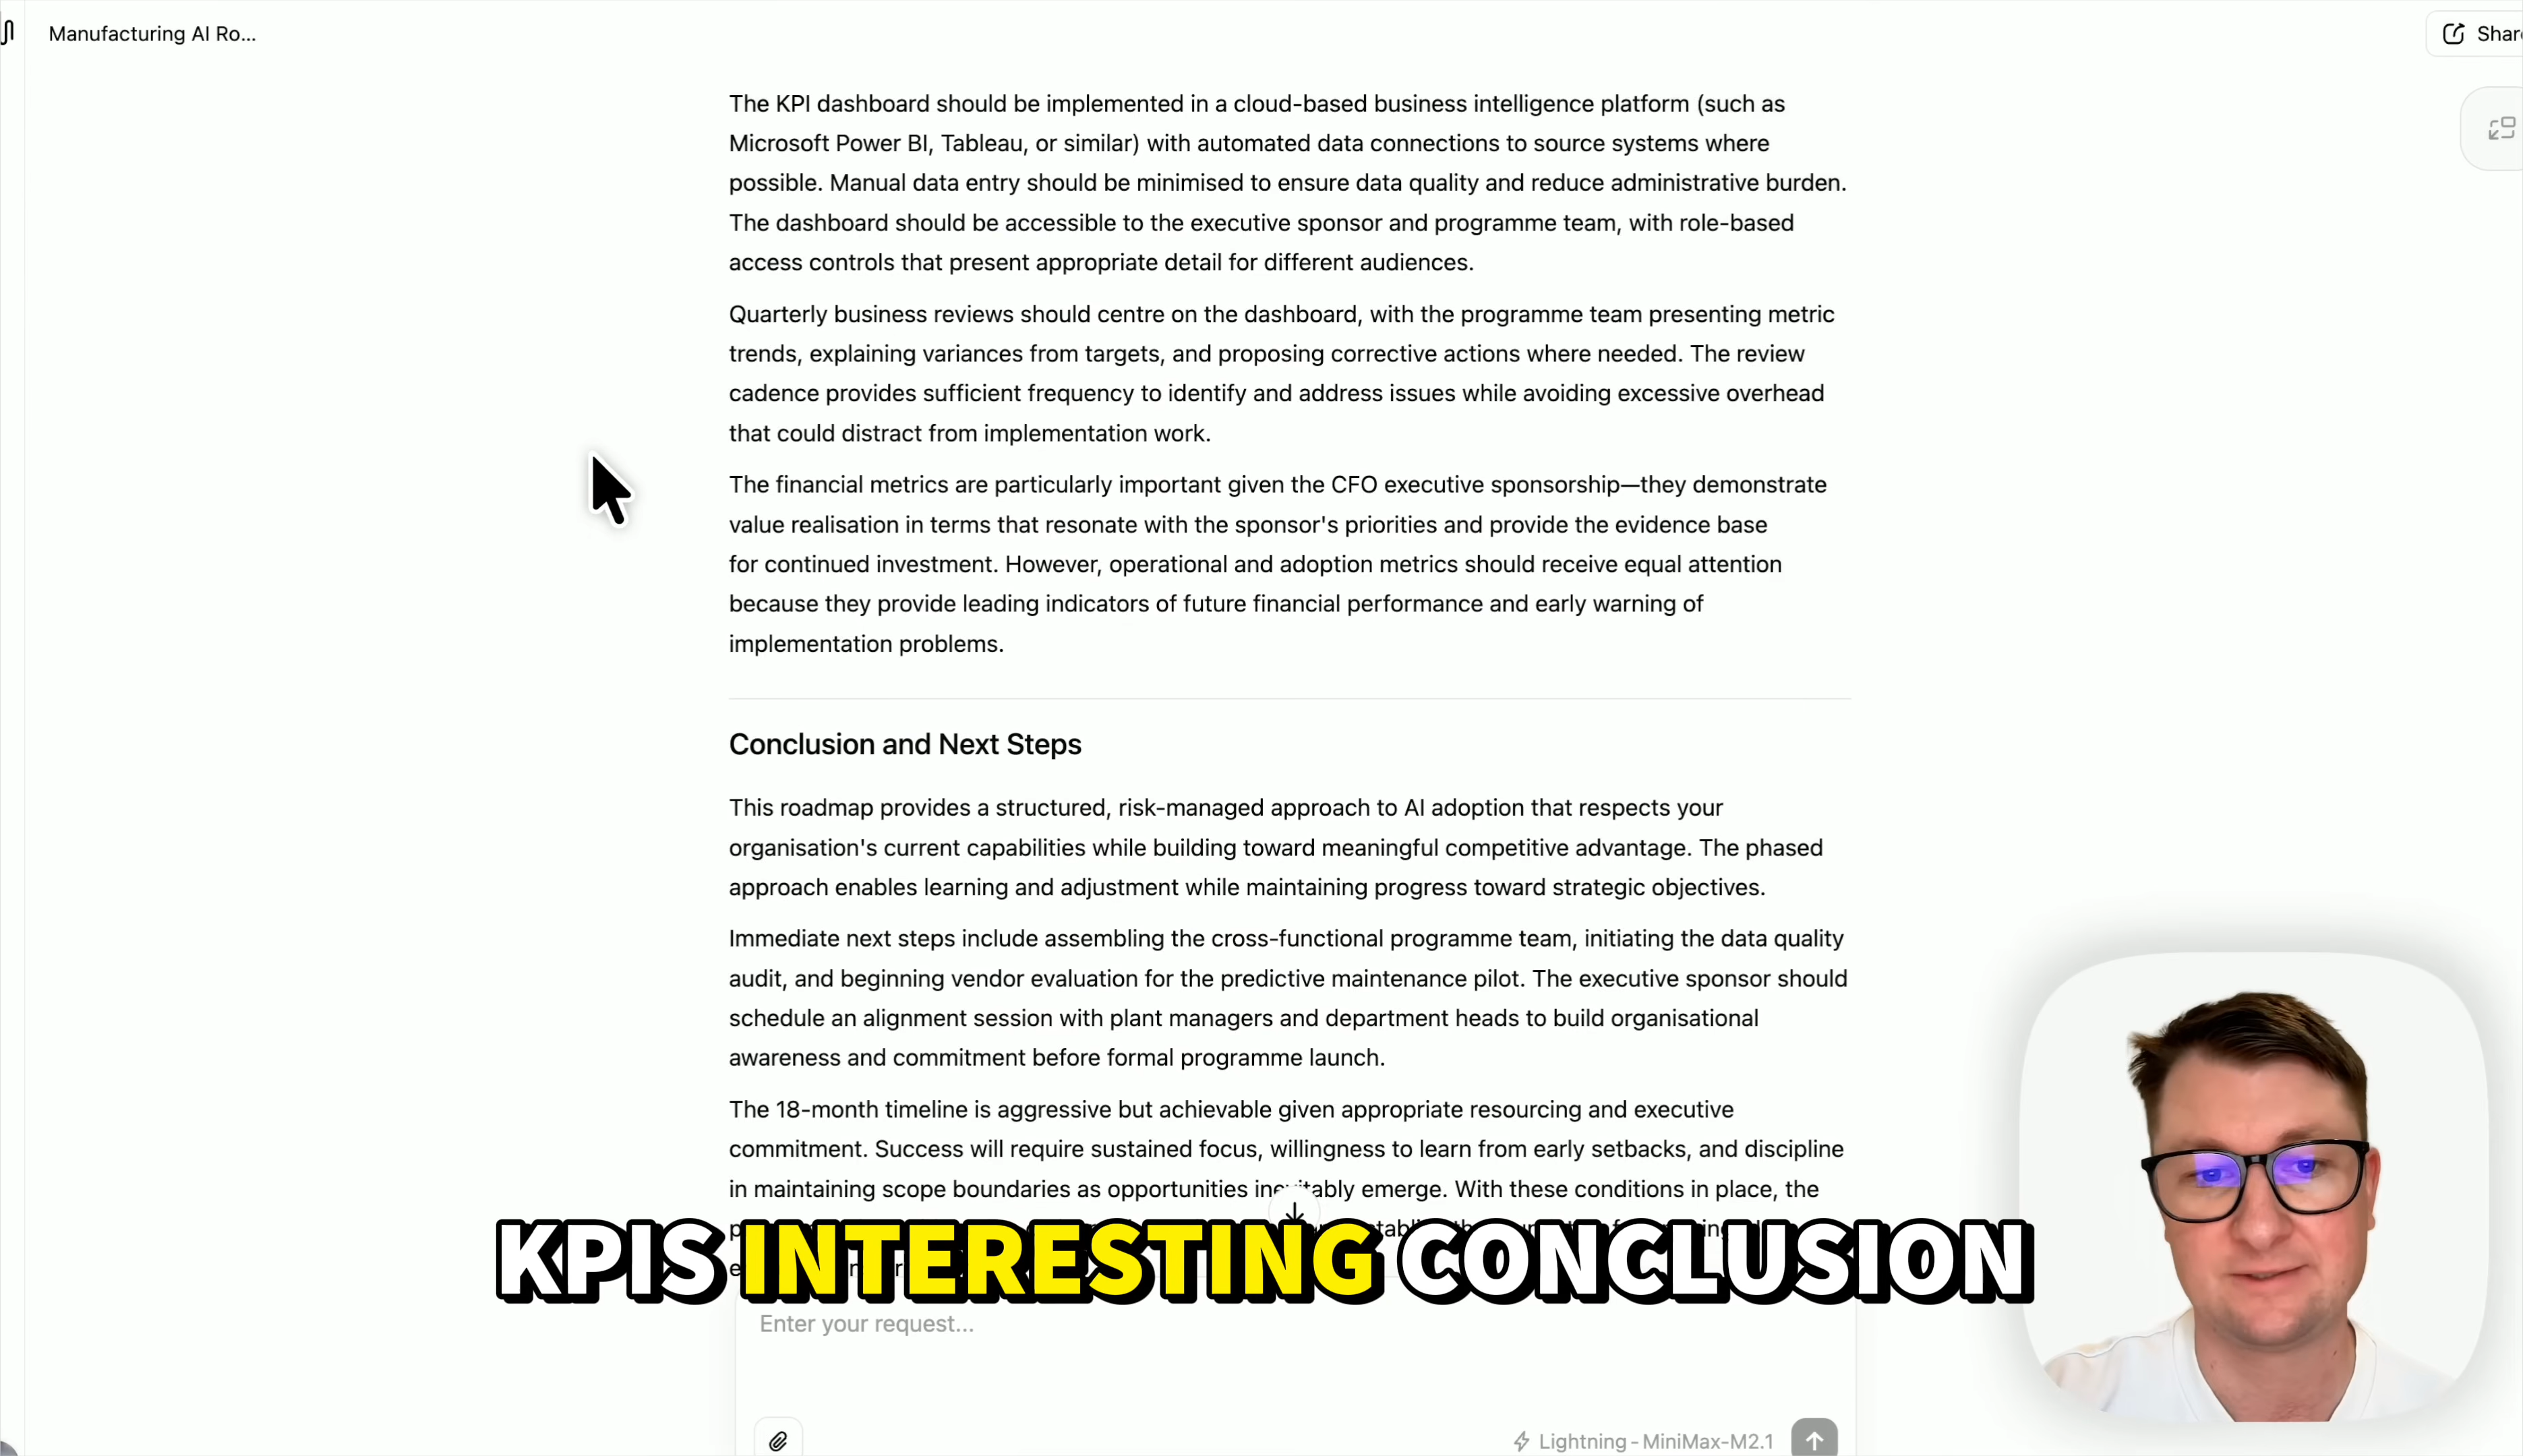 Manufacturing AI Ro...
Share
The KPI dashboard should be implemented in a cloud-based business intelligence platform (such as
Microsoft Power BI, Tableau, or similar) with automated data connections to source systems where
possible. Manual data entry should be minimised to ensure data quality and reduce administrative burden.
The dashboard should be accessible to the executive sponsor and programme team, with role-based
access controls that present appropriate detail for different audiences.
Quarterly business reviews should centre on the dashboard, with the programme team presenting metric
trends, explaining variances from targets, and proposing corrective actions where needed. The review
cadence provides sufficient frequency to identify and address issues while avoiding excessive overhead
that could distract from implementation work.
The financial metrics are particularly important given the CFO executive sponsorship—they demonstrate
value realisation in terms that resonate with the sponsor's priorities and provide the evidence base
for continued investment. However, operational and adoption metrics should receive equal attention
because they provide leading indicators of future financial performance and early warning of
implementation problems.
Conclusion and Next Steps
This roadmap provides a structured, risk-managed approach to AI adoption that respects your
organisation's current capabilities while building toward meaningful competitive advantage. The phased
approach enables learning and adjustment while maintaining progress toward strategic objectives.
Immediate next steps include assembling the cross-functional programme team, initiating the data quality
audit, and beginning vendor evaluation for the predictive maintenance pilot. The executive sponsor should
schedule an alignment session with plant managers and department heads to build organisational
awareness and commitment before formal programme launch.
The 18-month timeline is aggressive but achievable given appropriate resourcing and executive
commitment. Success will require sustained focus, willingness to learn from early setbacks, and discipline
in maintaining scope boundaries as opportunities inevitably emerge. With these conditions in place, the
KPIS INTERESTING CONCLUSION
Enter your request...
Lightning - MiniMax-M2.1